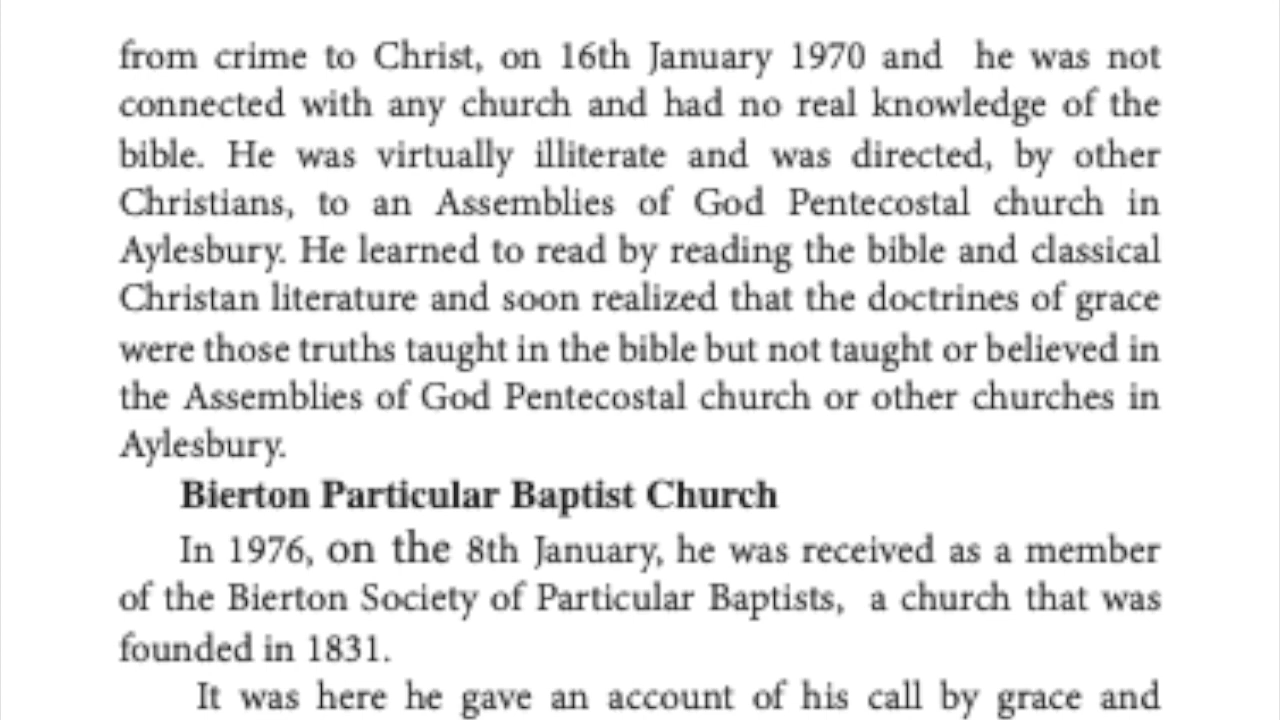 from crime to Christ, on 16th January 1970 and he was not
connected with any church and had no real knowledge of the
bible. He was virtually illiterate and was directed, by other
Christians, to an Assemblies of God Pentecostal church in
Aylesbury. He learned to read by reading the bible and classical
Christan literature and soon realized that the doctrines of grace
were those truths taught in the bible but not taught or believed in
the Assemblies of God Pentecostal church or other churches in
Aylesbury.
Bierton Particular Baptist Church
In 1976, on the 8th January, he was received as a member
of the Bierton Society of Particular Baptists, a church that was
founded in 1831.
It was here he gave an account of his call by grace and